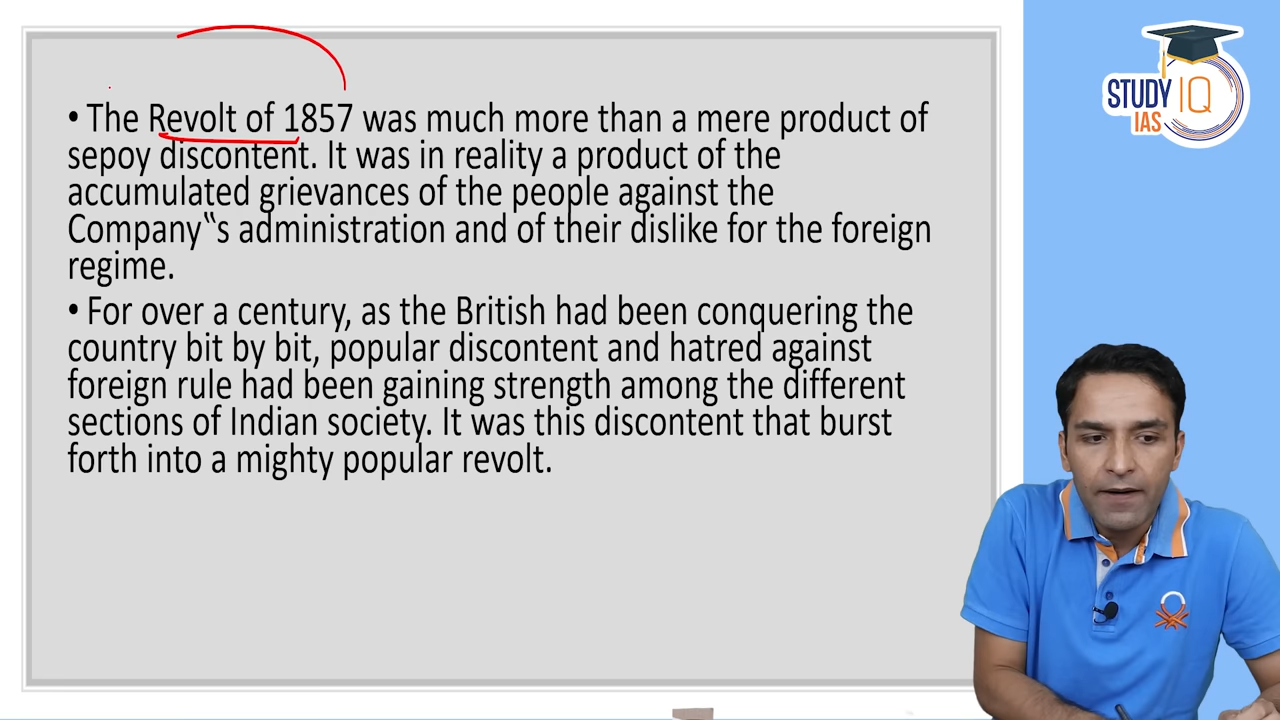 • The Revolt of 1857 was much more than a mere product of
sepoy discontent. It was in reality a product of the
accumulated grievances of the people against the
Company‟s administration and of their dislike for the foreign
regime.
• For over a century, as the British had been conquering the
country bit by bit, popular discontent and hatred against
foreign rule had been gaining strength among the different
sections of Indian society. It was this discontent that burst
forth into a mighty popular revolt.
STUDY IQ
IAS